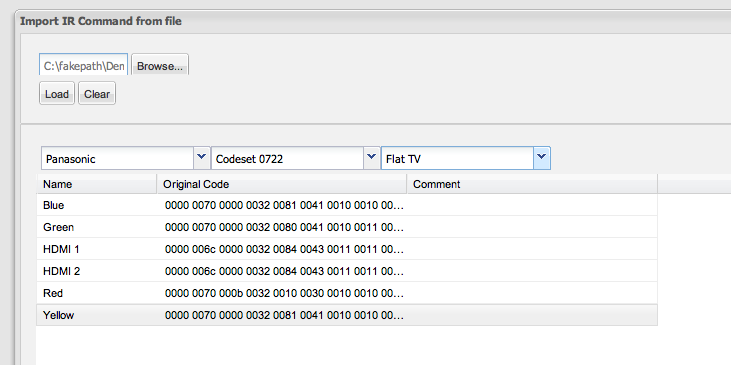 Import IR Command from file
C:\fakepath\Den Browse...
Load Clear
Panasonic Codeset 0722 Flat TV
Name Original Code Comment
Blue 0000 0070 0000 0032 0081 0041 0010 0010 00...
Green 0000 0070 0000 0032 0080 0041 0010 0011 00...
HDMI 1 0000 006c 0000 0032 0084 0043 0011 0011 00...
HDMI 2 0000 006c 0000 0032 0084 0043 0011 0011 00...
Red 0000 0070 000b 0032 0010 0030 0010 0010 00...
Yellow 0000 0070 0000 0032 0081 0041 0010 0010 00...